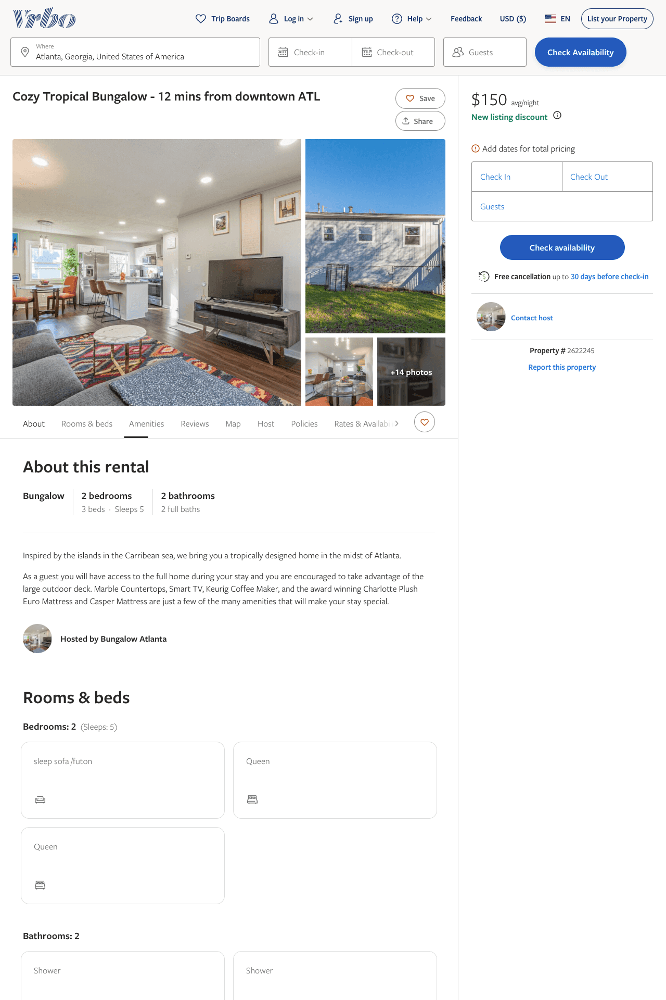 Vrbo
Trip Boards
Log in
Sign up
Help
Feedback
USD ($)
EN
List your Property
Where
Atlanta, Georgia, United States of America
Check-in
Check-out
Guests
Check Availability
Cozy Tropical Bungalow - 12 mins from downtown ATL
Save
Share
$150 avg/night
New listing discount
Add dates for total pricing
Check In
Check Out
Guests
Check availability
Free cancellation up to 30 days before check-in
Contact host
Property # 2622245
Report this property
+14 photos
About
Rooms & beds
Amenities
Reviews
Map
Host
Policies
Rates & Availabili
About this rental
Bungalow
2 bedrooms
3 beds · Sleeps 5
2 bathrooms
2 full baths
Inspired by the islands in the Carribean sea, we bring you a tropically designed home in the midst of Atlanta.
As a guest you will have access to the full home during your stay and you are encouraged to take advantage of the
large outdoor deck. Marble Countertops, Smart TV, Keurig Coffee Maker, and the award winning Charlotte Plush
Euro Mattress and Casper Mattress are just a few of the many amenities that will make your stay special.
Hosted by Bungalow Atlanta
Rooms & beds
Bedrooms: 2 (Sleeps: 5)
sleep sofa /futon
Queen
Queen
Bathrooms: 2
Shower
Shower